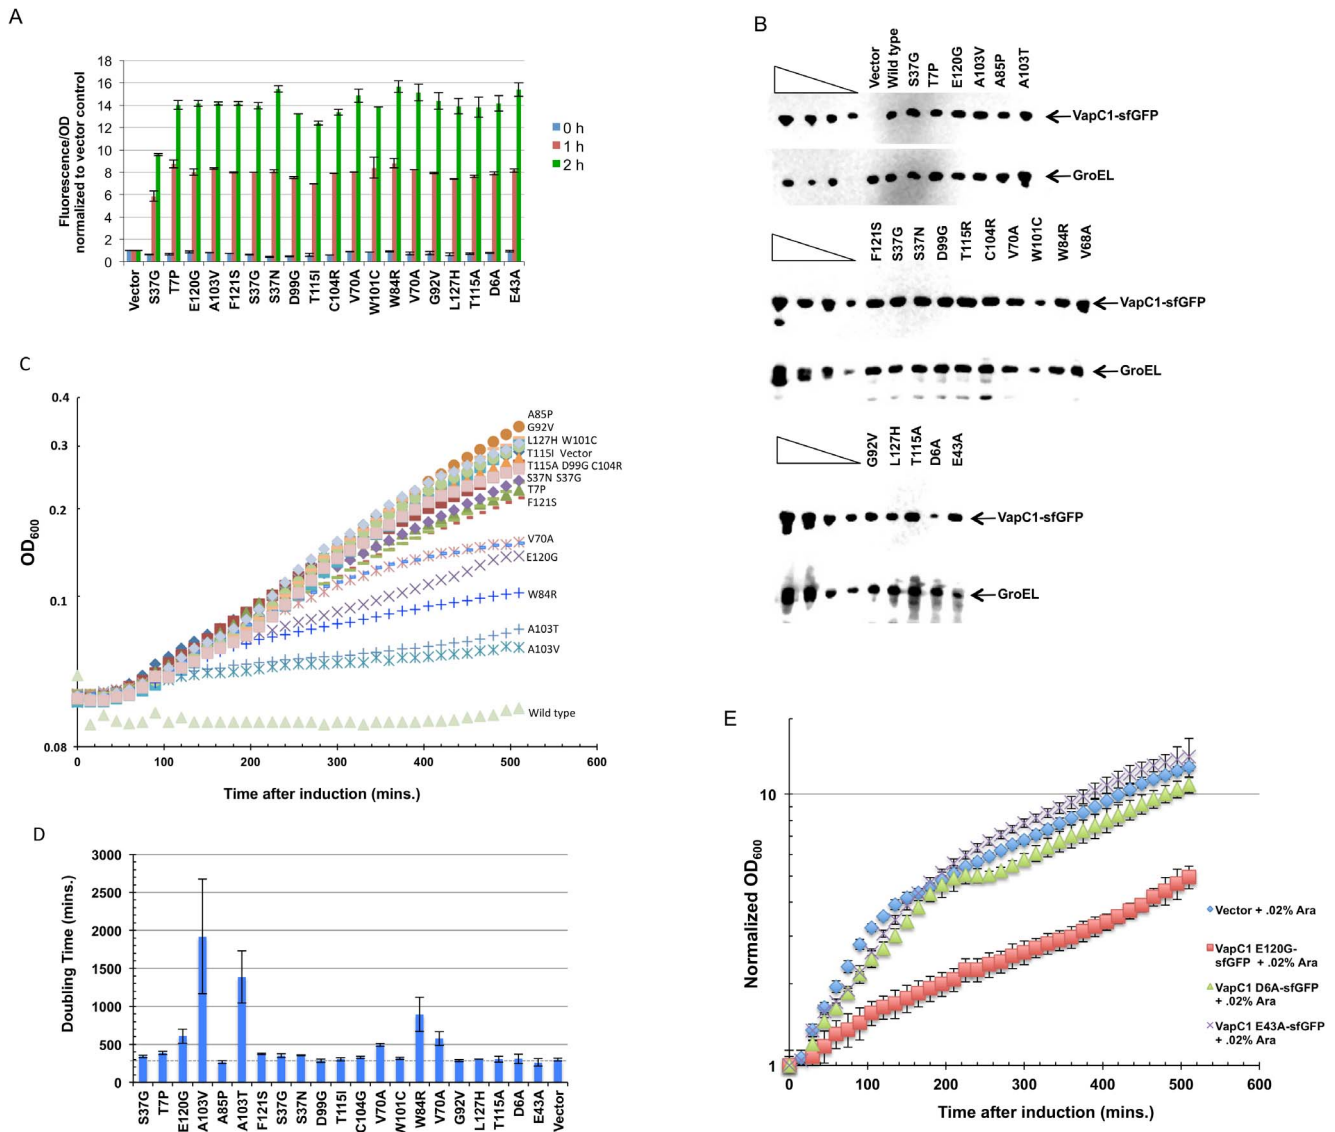 A
Fluorescence/OD
normalized to vector control
18
16
14
12
10
8
6
4
2
0
0 h
1 h
2 h
Vector
S37G
T7P
E120G
A103V
F121S
S37G
S37N
D99G
T115I
C104R
V70A
W101C
W84R
V70A
G92V
L127H
T115A
D6A
E43A
B
Vector
Wild type
S37G
T7P
E120G
A103V
A85P
A103T
VapC1-sfGFP
GroEL
F121S
S37G
S37N
D99G
T115R
C104R
V70A
W101C
W84R
V68A
VapC1-sfGFP
GroEL
G92V
L127H
T115A
D6A
E43A
VapC1-sfGFP
GroEL
C
OD600
0.4
0.3
0.2
0.1
0.08
A85P
G92V
L127H W101C
T115I Vector
T115A D99G C104R
S37N S37G
T7P
F121S
V70A
E120G
W84R
A103T
A103V
Wild type
0 100 200 300 400 500 600
Time after induction (mins.)
D
Doubling Time (mins.)
3000
2500
2000
1500
1000
500
0
S37G
T7P
E120G
A103V
A85P
A103T
F121S
S37G
S37N
D99G
T115I
C104G
V70A
W101C
W84R
V70A
G92V
L127H
T115A
D6A
E43A
Vector
E
Normalized OD600
10
1
0 100 200 300 400 500 600
Time after induction (mins.)
Vector + .02% Ara
VapC1 E120G-
sfGFP + .02% Ara
VapC1 D6A-sfGFP
+ .02% Ara
VapC1 E43A-sfGFP
+ .02% Ara